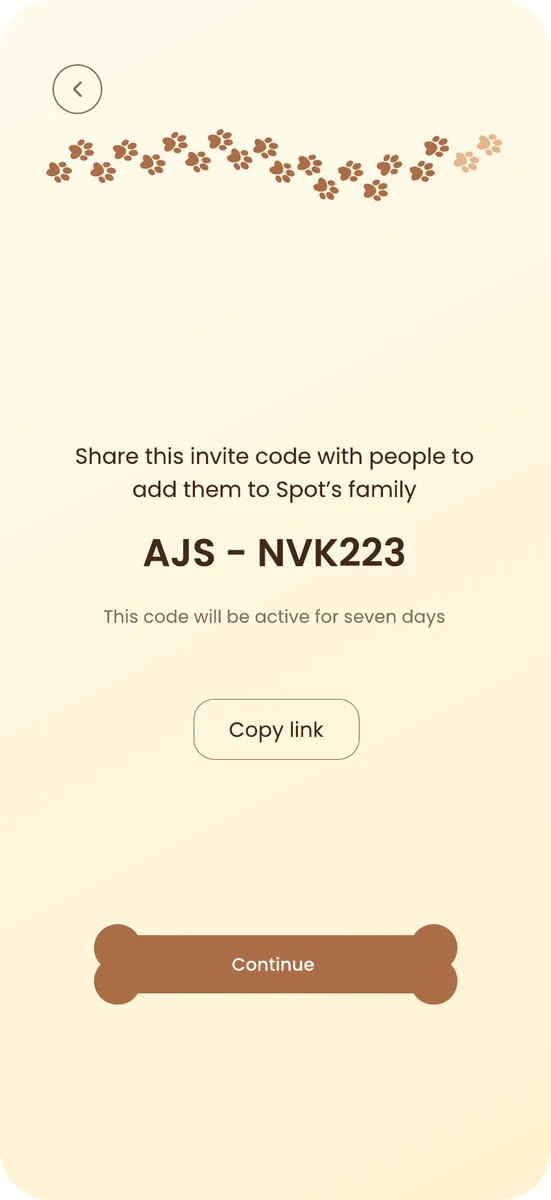 Share this invite code with people to
add them to Spot’s family
AJS - NVK223
This code will be active for seven days
Copy link
Continue